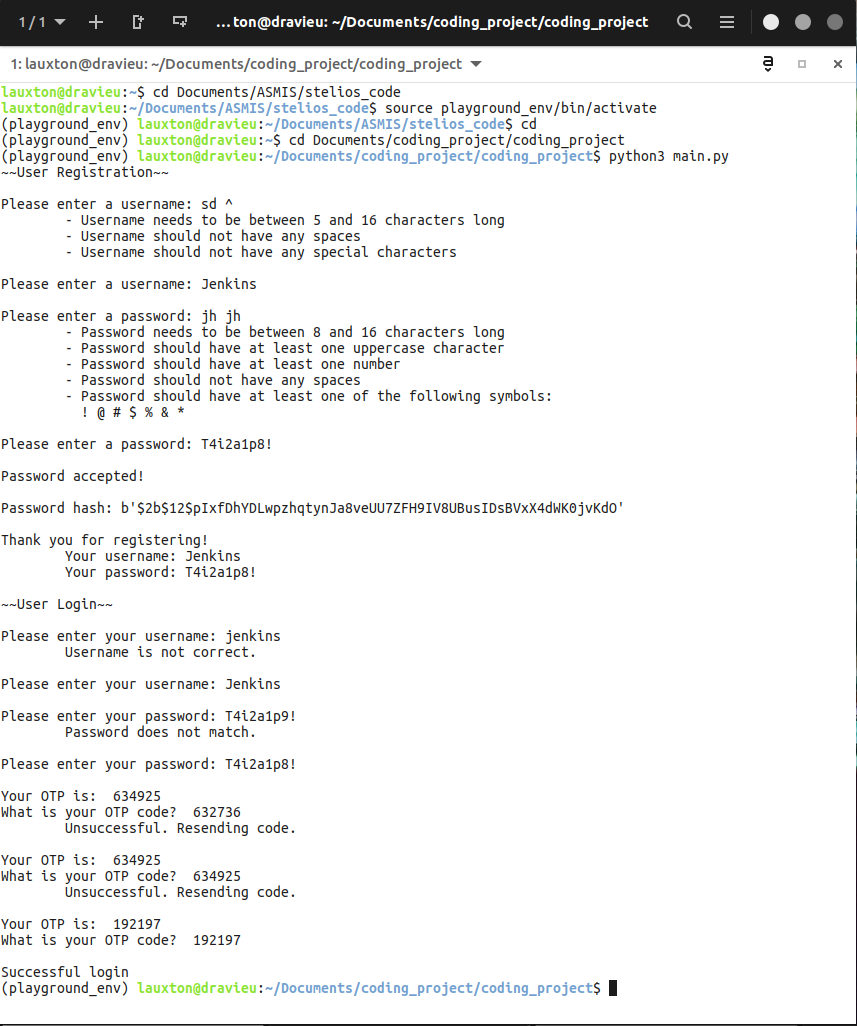 1 / 1
...ton@dravieu: ~/Documents/coding_project/coding_project
1: lauxton@dravieu: ~/Documents/coding_project/coding_project
a
lauxton@dravieu:~$ cd Documents/ASMIS/stelios_code
lauxton@dravieu:~/Documents/ASMIS/stelios_code$ source playground_env/bin/activate
(playground_env) lauxton@dravieu:~/Documents/ASMIS/stelios_code$ cd
(playground_env) lauxton@dravieu:~$ cd Documents/coding_project/coding_project
(playground_env) lauxton@dravieu:~/Documents/coding_project/coding_project$ python3 main.py
~~User Registration~~
Please enter a username: sd ^
- Username needs to be between 5 and 16 characters long
- Username should not have any spaces
- Username should not have any special characters
Please enter a username: Jenkins
Please enter a password: jh jh
- Password needs to be between 8 and 16 characters long
- Password should have at least one uppercase character
- Password should have at least one number
- Password should not have any spaces
- Password should have at least one of the following symbols:
! @ # $ % & *
Please enter a password: T4i2a1p8!
Password accepted!
Password hash: b'$2b$12$pIxfDhYDLwpzhqtynJa8veUU7ZFH9IV8UBusIDsBVxX4dWK0jvKdO'
Thank you for registering!
Your username: Jenkins
Your password: T4i2a1p8!
~~User Login~~
Please enter your username: jenkins
Username is not correct.
Please enter your username: Jenkins
Please enter your password: T4i2a1p9!
Password does not match.
Please enter your password: T4i2a1p8!
Your OTP is:  634925
What is your OTP code?  632736
Unsuccessful. Resending code.
Your OTP is:  634925
What is your OTP code?  634925
Unsuccessful. Resending code.
Your OTP is:  192197
What is your OTP code?  192197
Successful login
(playground_env) lauxton@dravieu:~/Documents/coding_project/coding_project$